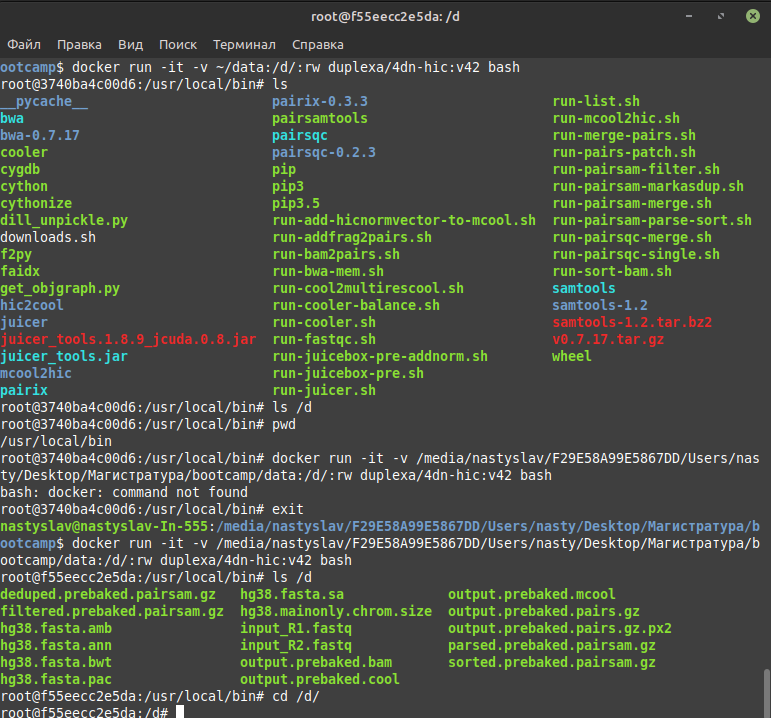 root@f55eecc2e5da: /d
Файл Правка Вид Поиск Терминал Справка
ootcamp$ docker run -it -v ~/data:/d/:rw duplexa/4dn-hic:v42 bash
root@3740ba4c00d6:/usr/local/bin# ls
__pycache__ pairix-0.3.3 run-list.sh
bwa pairsamtools run-mcool2hic.sh
bwa-0.7.17 pairsqc run-merge-pairs.sh
cooler pairsqc-0.2.3 run-pairs-patch.sh
cygdb pip run-pairsam-filter.sh
cython pip3 run-pairsam-markasdup.sh
cythonize pip3.5 run-pairsam-merge.sh
dill_unpickle.py run-add-hicnormvector-to-mcool.sh run-pairsam-parse-sort.sh
downloads.sh run-addfrag2pairs.sh run-pairsqc-merge.sh
f2py run-bam2pairs.sh run-pairsqc-single.sh
faidx run-bwa-mem.sh run-sort-bam.sh
get_objgraph.py run-cool2multirescool.sh samtools
hic2cool run-cooler-balance.sh samtools-1.2
juicer run-cooler.sh samtools-1.2.tar.bz2
juicer_tools.1.8.9_jcuda.0.8.jar run-fastqc.sh v0.7.17.tar.gz
juicer_tools.jar run-juicebox-pre-addnorm.sh wheel
mcool2hic run-juicebox-pre.sh
pairix run-juicer.sh
root@3740ba4c00d6:/usr/local/bin# ls /d
root@3740ba4c00d6:/usr/local/bin# pwd
/usr/local/bin
root@3740ba4c00d6:/usr/local/bin# docker run -it -v /media/nastyslav/F29E58A99E5867DD/Users/nas
ty/Desktop/Магистратура/bootcamp/data:/d/:rw duplexa/4dn-hic:v42 bash
bash: docker: command not found
root@3740ba4c00d6:/usr/local/bin# exit
nastyslav@nastyslav-In-555:/media/nastyslav/F29E58A99E5867DD/Users/nasty/Desktop/Магистратура/b
ootcamp$ docker run -it -v /media/nastyslav/F29E58A99E5867DD/Users/nasty/Desktop/Магистратура/b
ootcamp/data:/d/:rw duplexa/4dn-hic:v42 bash
root@f55eecc2e5da:/usr/local/bin# ls /d
deduped.prebaked.pairsam.gz hg38.fasta.sa output.prebaked.mcool
filtered.prebaked.pairsam.gz hg38.mainonly.chrom.size output.prebaked.pairs.gz
hg38.fasta.amb input_R1.fastq output.prebaked.pairs.gz.px2
hg38.fasta.ann input_R2.fastq parsed.prebaked.pairsam.gz
hg38.fasta.bwt output.prebaked.bam sorted.prebaked.pairsam.gz
hg38.fasta.pac output.prebaked.cool
root@f55eecc2e5da:/usr/local/bin# cd /d/
root@f55eecc2e5da:/d#